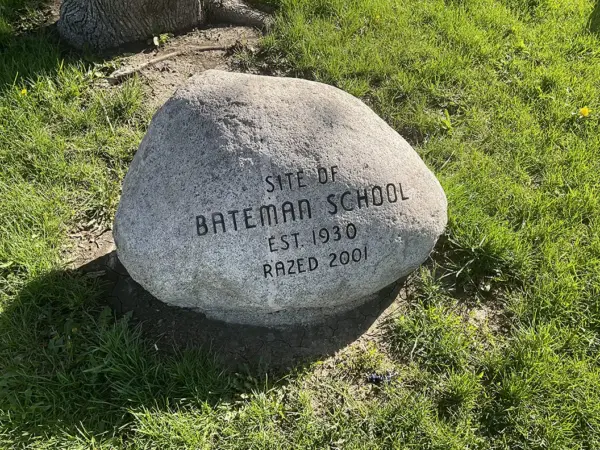 SITE OF
BATEMAN SCHOOL
EST. 1930
RAZED 2001